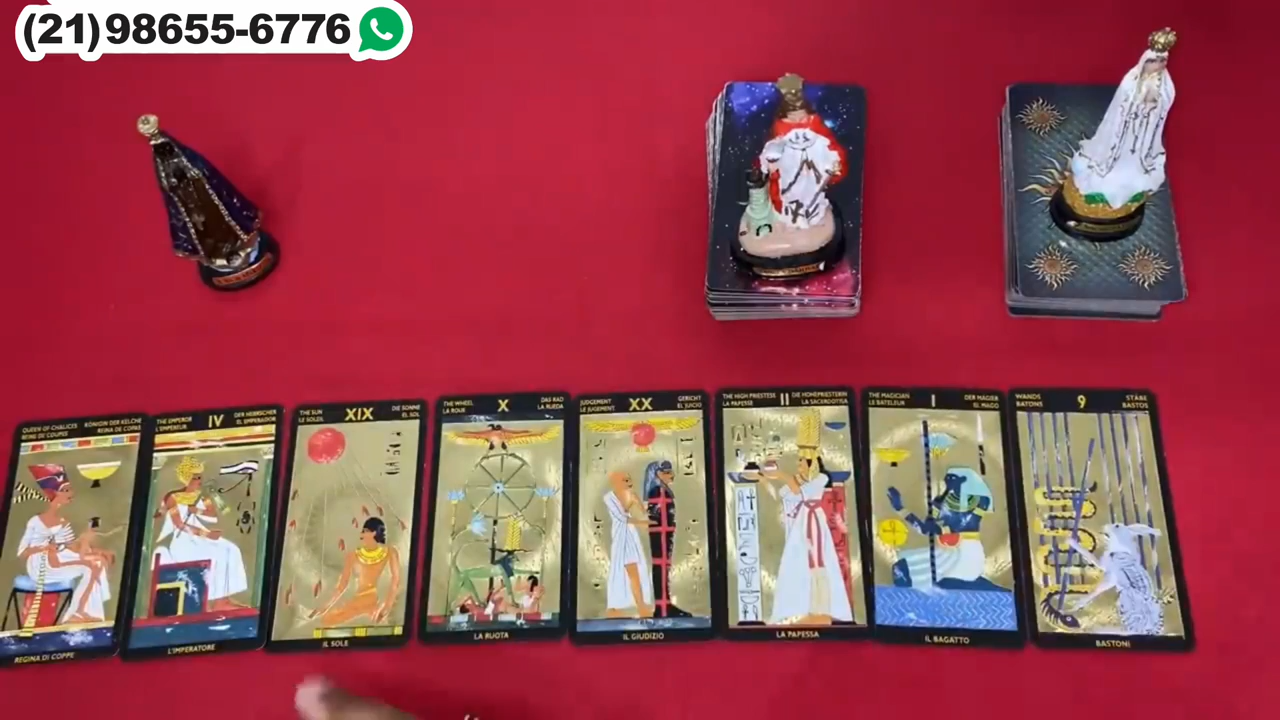 (21)98655-6776
QUEEN OF CHALICES
REINE DE COUPES
KÖNIGIN DER KELCHE
REINA DE COPAS
REGINA DI COPPE
THE EMPEROR
L'EMPEREUR
IV
DER HERRSCHER
EL EMPERADOR
L'IMPERATORE
THE SUN
LE SOLEIL
XIX
DIE SONNE
EL SOL
IL SOLE
THE WHEEL
LA ROUE
X
DAS RAD
LA RUEDA
LA RUOTA
JUDGEMENT
LE JUGEMENT
XX
GERICHT
EL JUICIO
IL GIUDIZIO
THE HIGH PRIESTESS
LA PAPESSE
II
DIE HOHEPRIESTERIN
LA SACERDOTISA
LA PAPESSA
THE MAGICIAN
LE BATELEUR
I
DER MAGIER
EL MAGO
IL BAGATTO
WANDS
BATONS
9
STÄBE
BASTOS
BASTONI